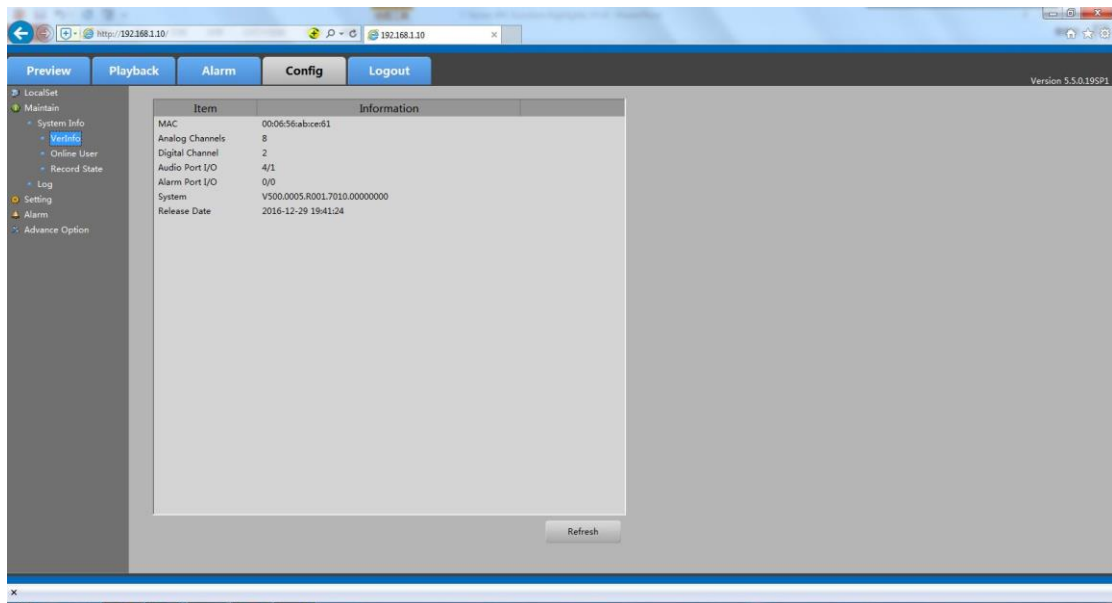 http://192.168.1.10/
192.168.1.10
Preview Playback Alarm Config Logout
Version 5.5.0.19SP1
LocalSet
Maintain
System Info
VerInfo
Online User
Record State
Log
Setting
Alarm
Advance Option
Item Information
MAC 00:06:56:ab:ce:61
Analog Channels 8
Digital Channel 2
Audio Port I/O 4/1
Alarm Port I/O 0/0
System V500.0005.R001.7010.00000000
Release Date 2016-12-29 19:41:24
Refresh